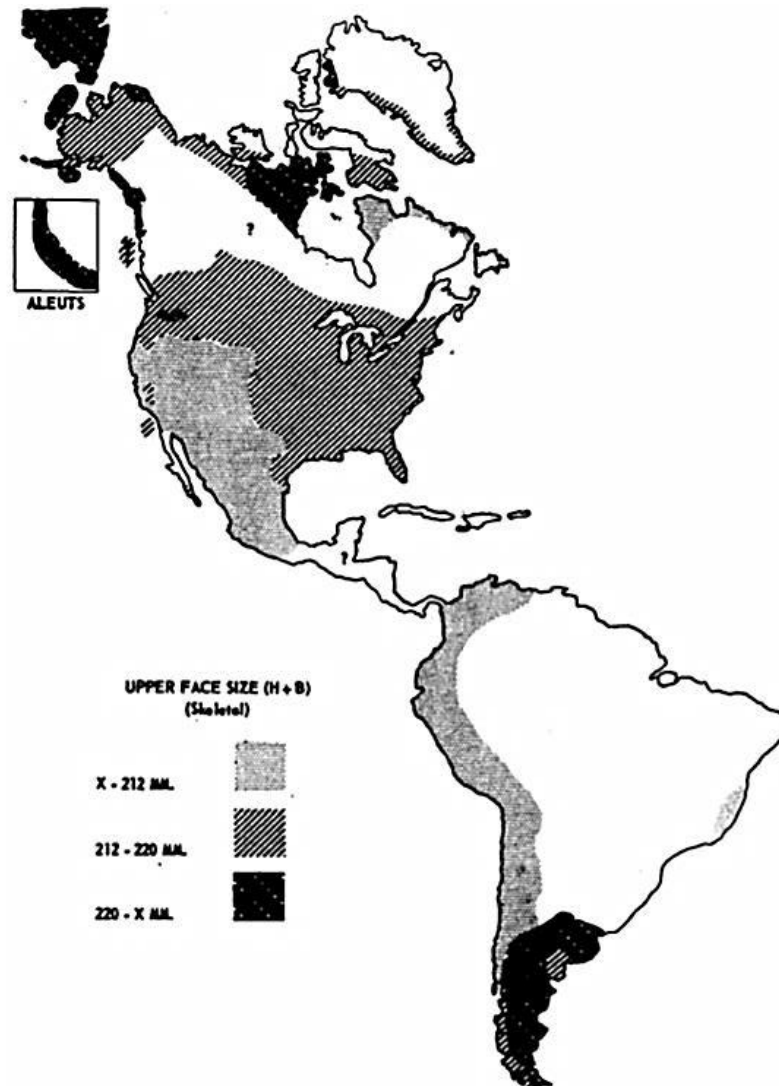 ?
ALEUTS
?
UPPER FACE SIZE (H + B)
(Skeletal)
X - 212 MM.
212 - 220 MM.
220 - X MM.